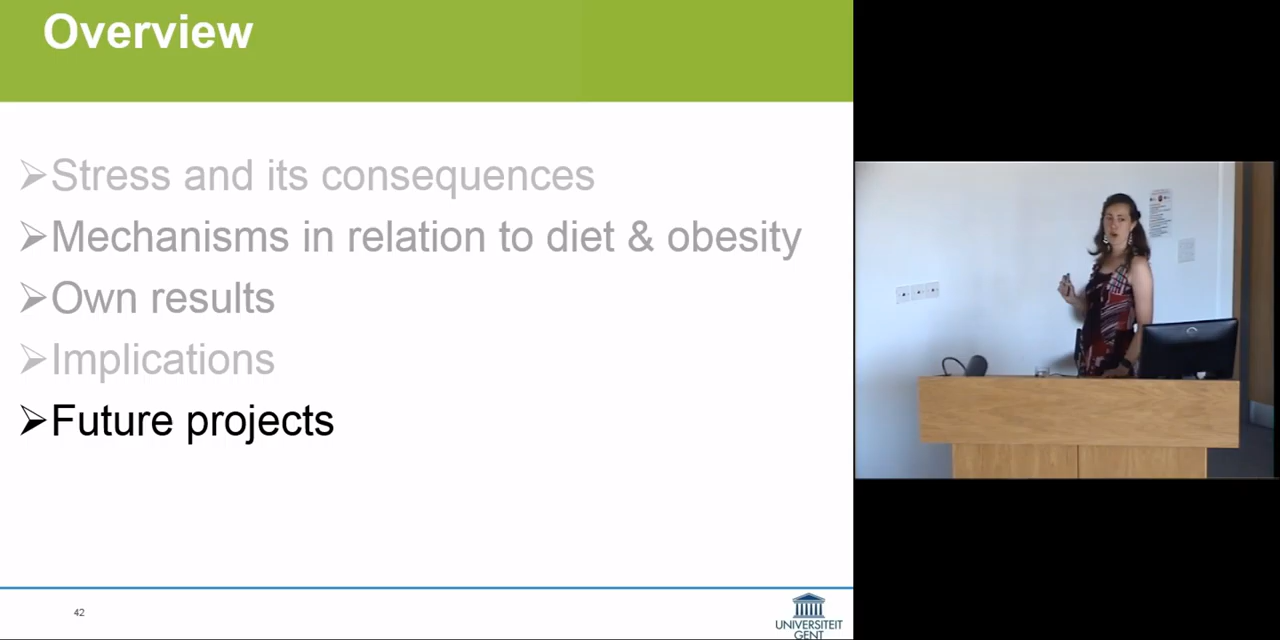 Overview
➢Stress and its consequences
➢Mechanisms in relation to diet & obesity
➢Own results
➢Implications
➢Future projects
42
UNIVERSITEIT
GENT